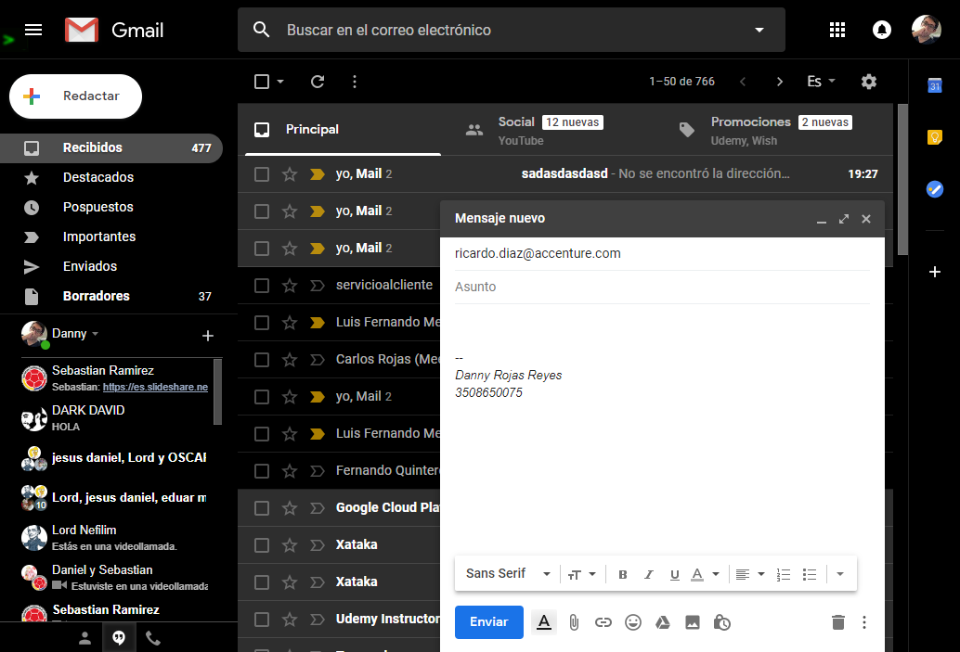 Gmail
Buscar en el correo electrónico
Redactar
1–50 de 766
Es
31
Recibidos 477
Destacados
Pospuestos
Importantes
Enviados
Borradores 37
Danny
Sebastian Ramirez
Sebastian: https://es.slideshare.ne
DARK DAVID
HOLA
jesus daniel, Lord y OSCAR
Lord, jesus daniel, eduar m
10
Lord Nefilim
Estás en una videollamada.
Daniel y Sebastian
Estuviste en una videollamada
Sebastian Ramirez
Principal
Social 12 nuevas
YouTube
Promociones 2 nuevas
Udemy, Wish
yo, Mail 2 sadasdasdasd - No se encontró la dirección... 19:27
yo, Mail 2
yo, Mail 2
servicioalcliente
Luis Fernando Me
Carlos Rojas (Me
yo, Mail 2
Luis Fernando Me
Fernando Quinter
Google Cloud Pla
Xataka
Xataka
Udemy Instructor
Mensaje nuevo
ricardo.diaz@accenture.com
Asunto
--
Danny Rojas Reyes
3508650075
Sans Serif
Enviar